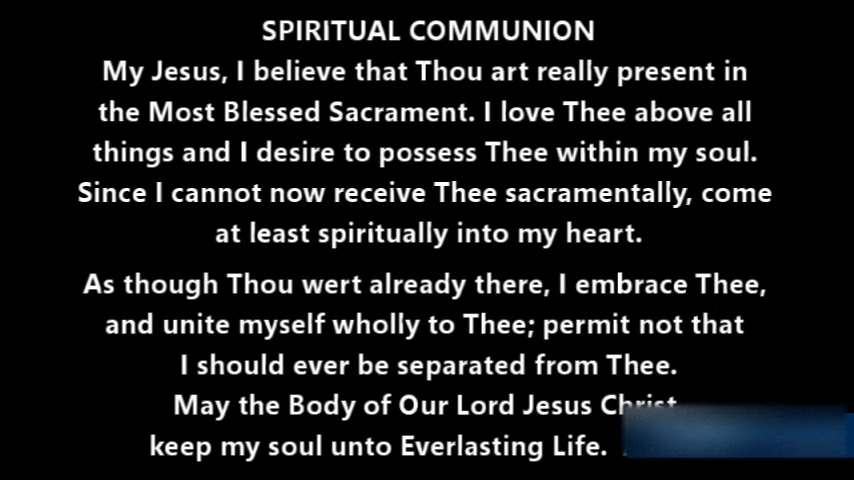 SPIRITUAL COMMUNION
My Jesus, I believe that Thou art really present in
the Most Blessed Sacrament. I love Thee above all
things and I desire to possess Thee within my soul.
Since I cannot now receive Thee sacramentally, come
at least spiritually into my heart.
As though Thou wert already there, I embrace Thee,
and unite myself wholly to Thee; permit not that
I should ever be separated from Thee.
May the Body of Our Lord Jesus Christ
keep my soul unto Everlasting Life.